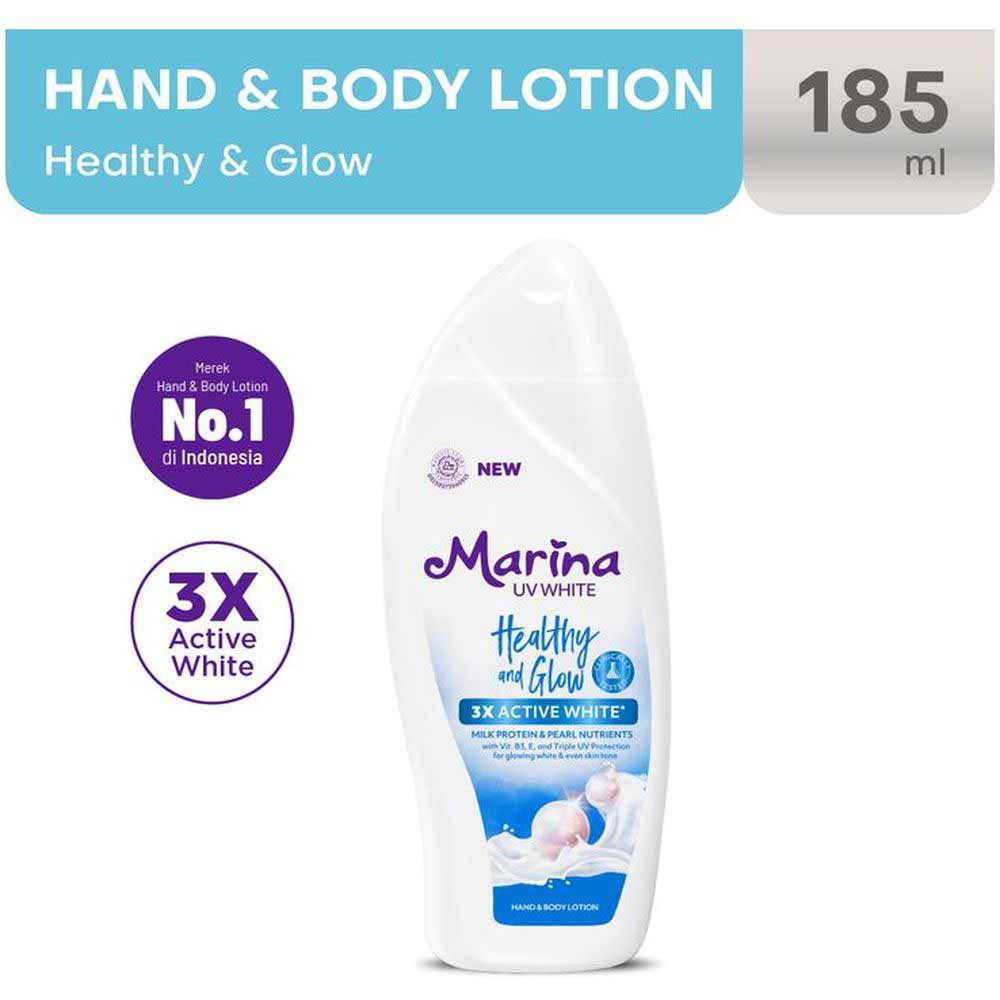 HAND & BODY LOTION
Healthy & Glow
185
ml
Merek
Hand & Body Lotion
No.1
di Indonesia
3X
Active
White
NEW
Marina
UV WHITE
Healthy
and Glow
CLINICALLY TESTED
3X ACTIVE WHITE*
MILK PROTEIN & PEARL NUTRIENTS
with Vit. B3, E, and Triple UV Protection
for glowing white & even skin tone
HAND & BODY LOTION